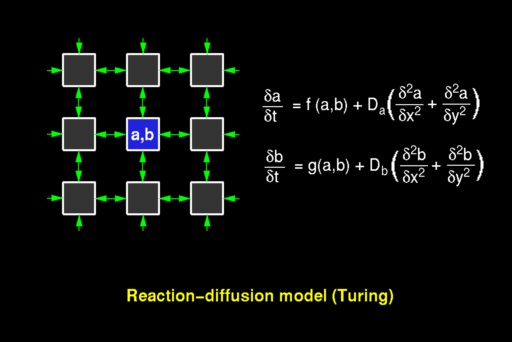 a,b
δa/δt = f (a,b) + Da(δ²a/δx² + δ²a/δy²)
δb/δt = g(a,b) + Db(δ²b/δx² + δ²b/δy²)
Reaction−diffusion model (Turing)